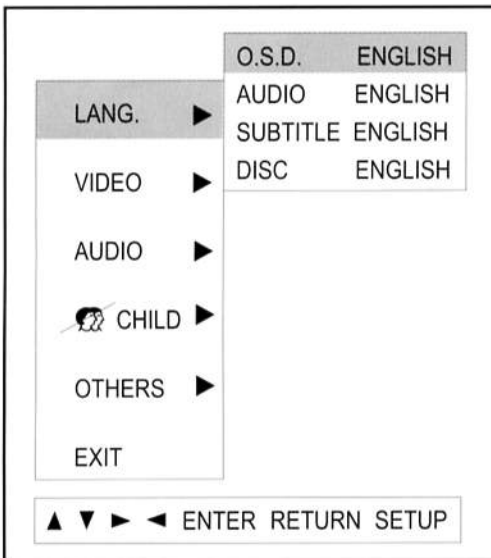 O.S.D. ENGLISH
AUDIO ENGLISH
SUBTITLE ENGLISH
DISC ENGLISH
LANG. ►
VIDEO ►
AUDIO ►
CHILD ►
OTHERS ►
EXIT
▲ ▼ ► ◄ ENTER RETURN SETUP